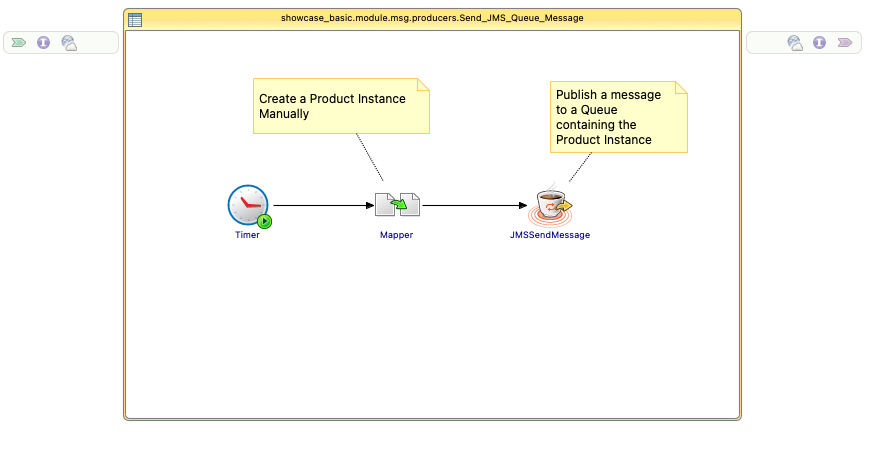 showcase_basic.module.msg.producers.Send_JMS_Queue_Message
Create a Product Instance
Manually
Publish a message
to a Queue
containing the
Product Instance
Timer
Mapper
JMSSendMessage